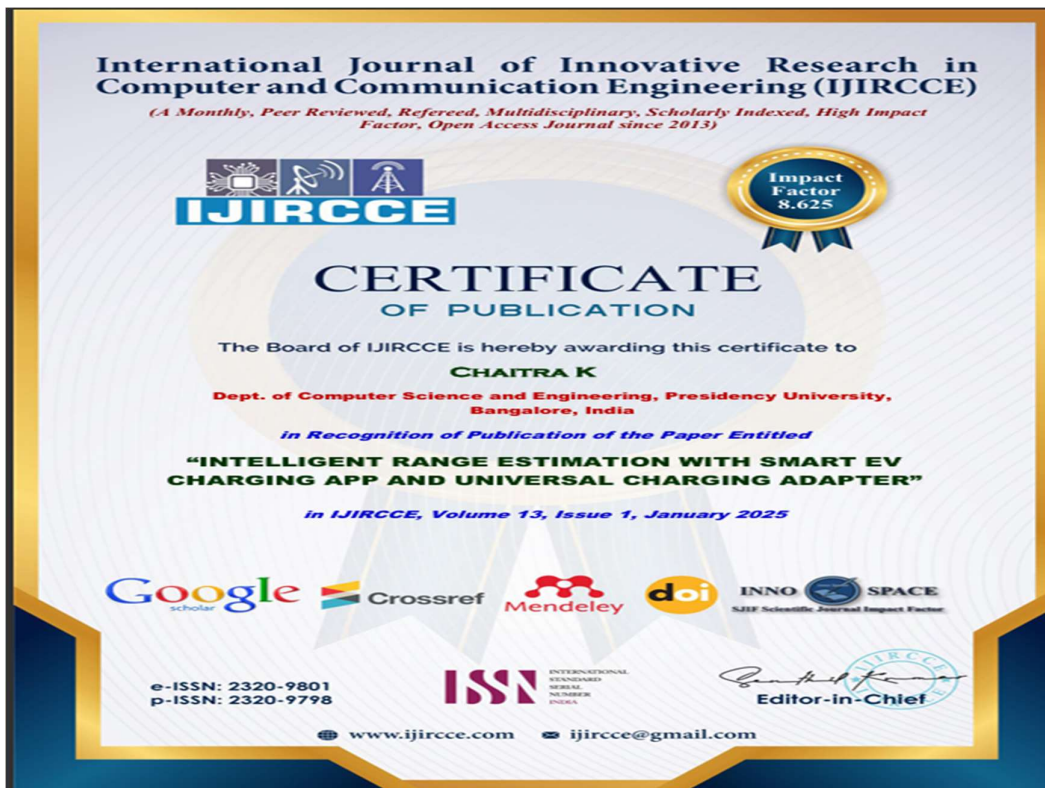 International Journal of Innovative Research in
Computer and Communication Engineering (IJIRCCE)
(A Monthly, Peer Reviewed, Refereed, Multidisciplinary, Scholarly Indexed, High Impact
Factor, Open Access Journal since 2013)
IJIRCCE
Impact
Factor
8.625
CERTIFICATE
OF PUBLICATION
The Board of IJIRCCE is hereby awarding this certificate to
CHAITRA K
Dept. of Computer Science and Engineering, Presidency University,
Bangalore, India
in Recognition of Publication of the Paper Entitled
“INTELLIGENT RANGE ESTIMATION WITH SMART EV
CHARGING APP AND UNIVERSAL CHARGING ADAPTER”
in IJIRCCE, Volume 13, Issue 1, January 2025
Google
scholar
Crossref
Mendeley
doi
INNO SPACE
SJIF Scientific Journal Impact Factor
e-ISSN: 2320-9801
p-ISSN: 2320-9798
ISSN
INTERNATIONAL
STANDARD
SERIAL
NUMBER
INDIA
IJIRCCE
Editor-in-Chief
www.ijircce.com ijircce@gmail.com